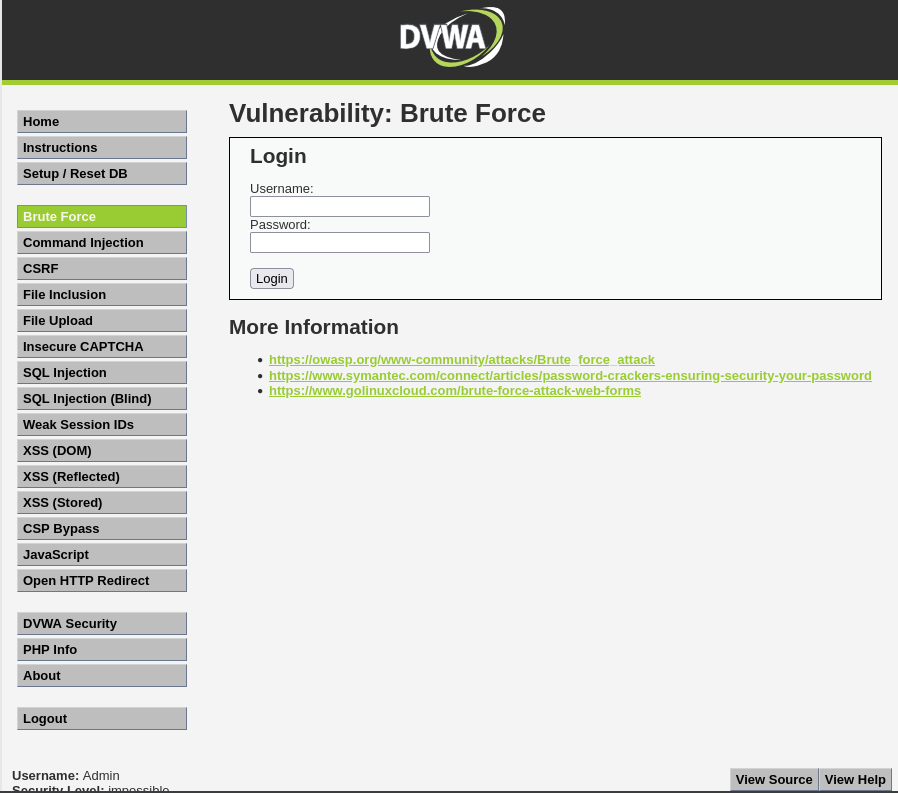 DVWA
Vulnerability: Brute Force
Home
Instructions
Setup / Reset DB
Brute Force
Command Injection
CSRF
File Inclusion
File Upload
Insecure CAPTCHA
SQL Injection
SQL Injection (Blind)
Weak Session IDs
XSS (DOM)
XSS (Reflected)
XSS (Stored)
CSP Bypass
JavaScript
Open HTTP Redirect
DVWA Security
PHP Info
About
Logout
Login
Username:
Password:
Login
More Information
https://owasp.org/www-community/attacks/Brute_force_attack
https://www.symantec.com/connect/articles/password-crackers-ensuring-security-your-password
https://www.golinuxcloud.com/brute-force-attack-web-forms
Username: Admin
Security Level: impossible
View Source
View Help